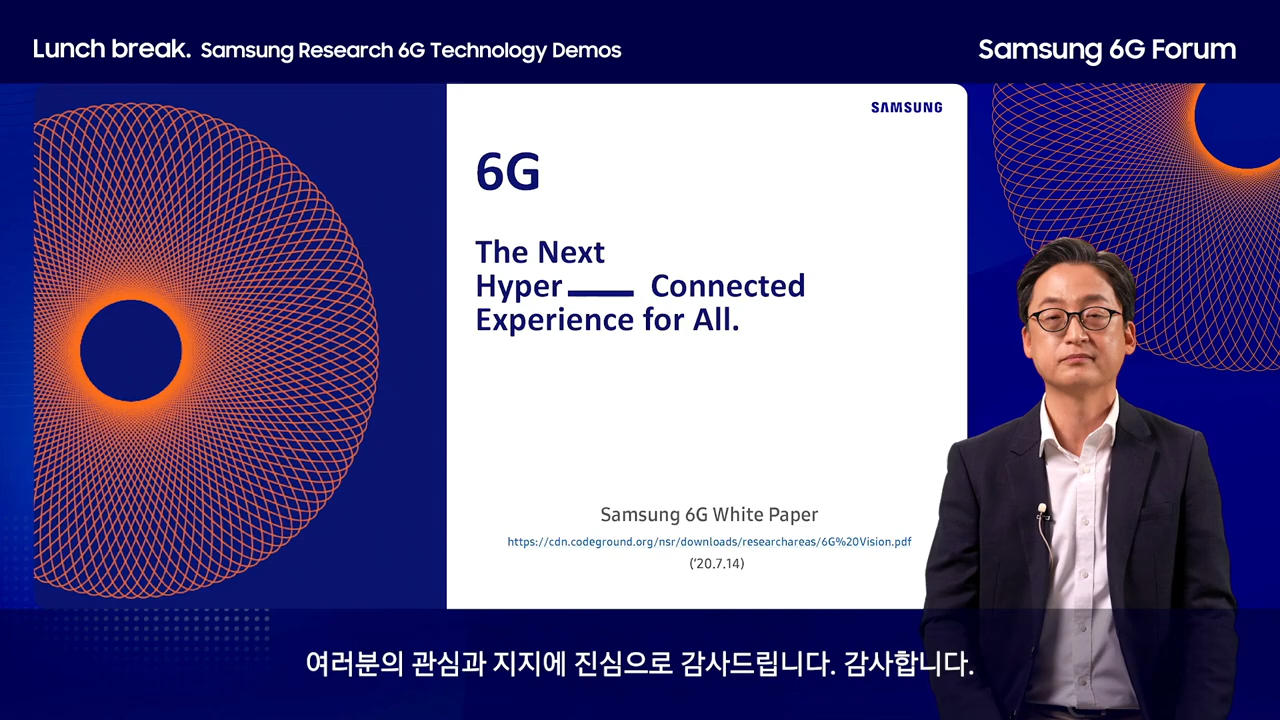 Lunch break. Samsung Research 6G Technology Demos
Samsung 6G Forum
SAMSUNG
6G
The Next
Hyper Connected
Experience for All.
Samsung 6G White Paper
https://cdn.codeground.org/nsr/downloads/researchareas/6G%20Vision.pdf
('20.7.14)
여러분의 관심과 지지에 진심으로 감사드립니다. 감사합니다.